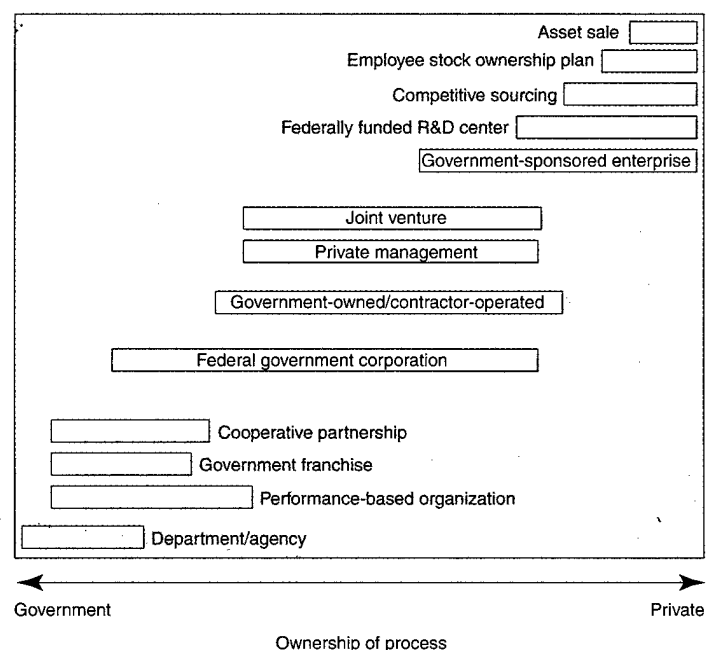 Asset sale
Employee stock ownership plan
Competitive sourcing
Federally funded R&D center
Government-sponsored enterprise
Joint venture
Private management
Government-owned/contractor-operated
Federal government corporation
Cooperative partnership
Government franchise
Performance-based organization
Department/agency
Government
Private
Ownership of process